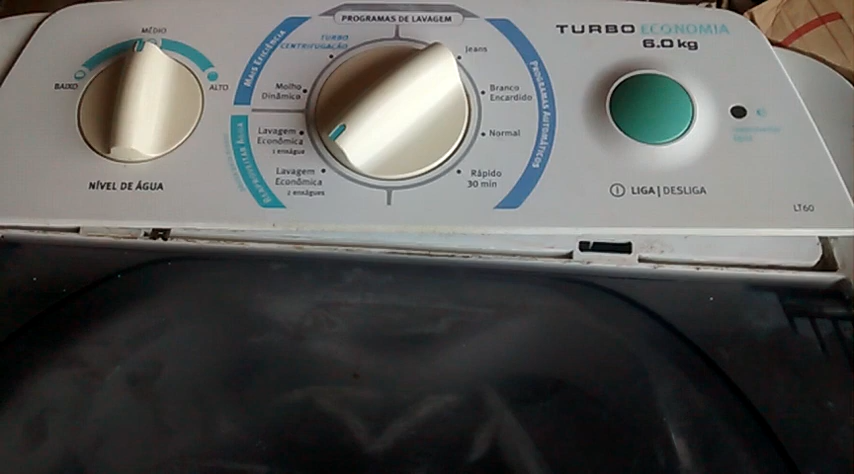 PROGRAMAS DE LAVAGEM
TURBO ECONOMIA
6.0 kg
MÉDIO
BAIXO
ALTO
NÍVEL DE ÁGUA
MAIS EFICIÊNCIA
TURBO
CENTRIFUGAÇÃO
Molho
Dinâmico
REAPROVEITAR ÁGUA
Lavagem
Econômica
1 enxágue
Lavagem
Econômica
2 enxágues
Jeans
Branco
Encardido
Normal
Rápido
30 min
PROGRAMAS AUTOMÁTICOS
LIGA | DESLIGA
LT60